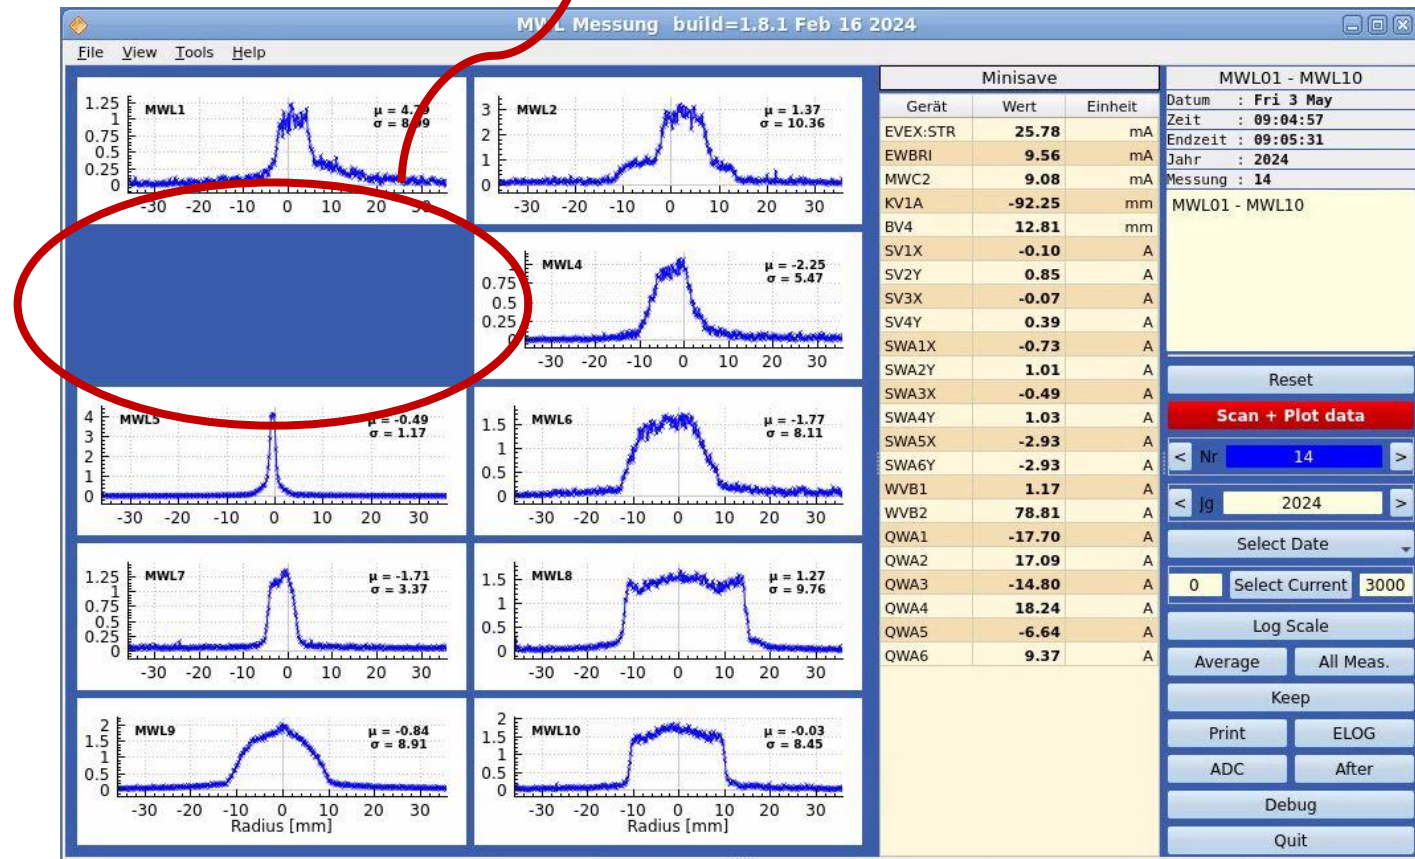 MWL Messung build=1.8.1 Feb 16 2024
File View Tools Help
MWL1
μ = 4.79
σ = 8.99
1.25
1
0.75
0.5
0.25
0
-30 -20 -10 0 10 20 30
MWL2
μ = 1.37
σ = 10.36
3
2
1
0
-30 -20 -10 0 10 20 30
MWL4
μ = -2.25
σ = 5.47
0.75
0.5
0.25
0
-30 -20 -10 0 10 20 30
MWL5
μ = -0.49
σ = 1.17
4
3
2
1
0
-30 -20 -10 0 10 20 30
MWL6
μ = -1.77
σ = 8.11
1.5
1
0.5
0
-30 -20 -10 0 10 20 30
MWL7
μ = -1.71
σ = 3.37
1.25
1
0.75
0.5
0.25
0
-30 -20 -10 0 10 20 30
MWL8
μ = 1.27
σ = 9.76
1.5
1
0.5
0
-30 -20 -10 0 10 20 30
MWL9
μ = -0.84
σ = 8.91
2
1.5
1
0.5
0
-30 -20 -10 0 10 20 30
Radius [mm]
MWL10
μ = -0.03
σ = 8.45
2
1.5
1
0.5
0
-30 -20 -10 0 10 20 30
Radius [mm]
Minisave
Gerät Wert Einheit
EVEX:STR 25.78 mA
EWBRI 9.56 mA
MWC2 9.08 mA
KV1A -92.25 mm
BV4 12.81 mm
SV1X -0.10 A
SV2Y 0.85 A
SV3X -0.07 A
SV4Y 0.39 A
SWA1X -0.73 A
SWA2Y 1.01 A
SWA3X -0.49 A
SWA4Y 1.03 A
SWA5X -2.93 A
SWA6Y -2.93 A
WVB1 1.17 A
WVB2 78.81 A
QWA1 -17.70 A
QWA2 17.09 A
QWA3 -14.80 A
QWA4 18.24 A
QWA5 -6.64 A
QWA6 9.37 A
MWL01 - MWL10
Datum : Fri 3 May
Zeit : 09:04:57
Endzeit : 09:05:31
Jahr : 2024
Messung : 14
MWL01 - MWL10
Reset
Scan + Plot data
< Nr 14 >
< Jg 2024 >
Select Date
0 Select Current 3000
Log Scale
Average All Meas.
Keep
Print ELOG
ADC After
Debug
Quit